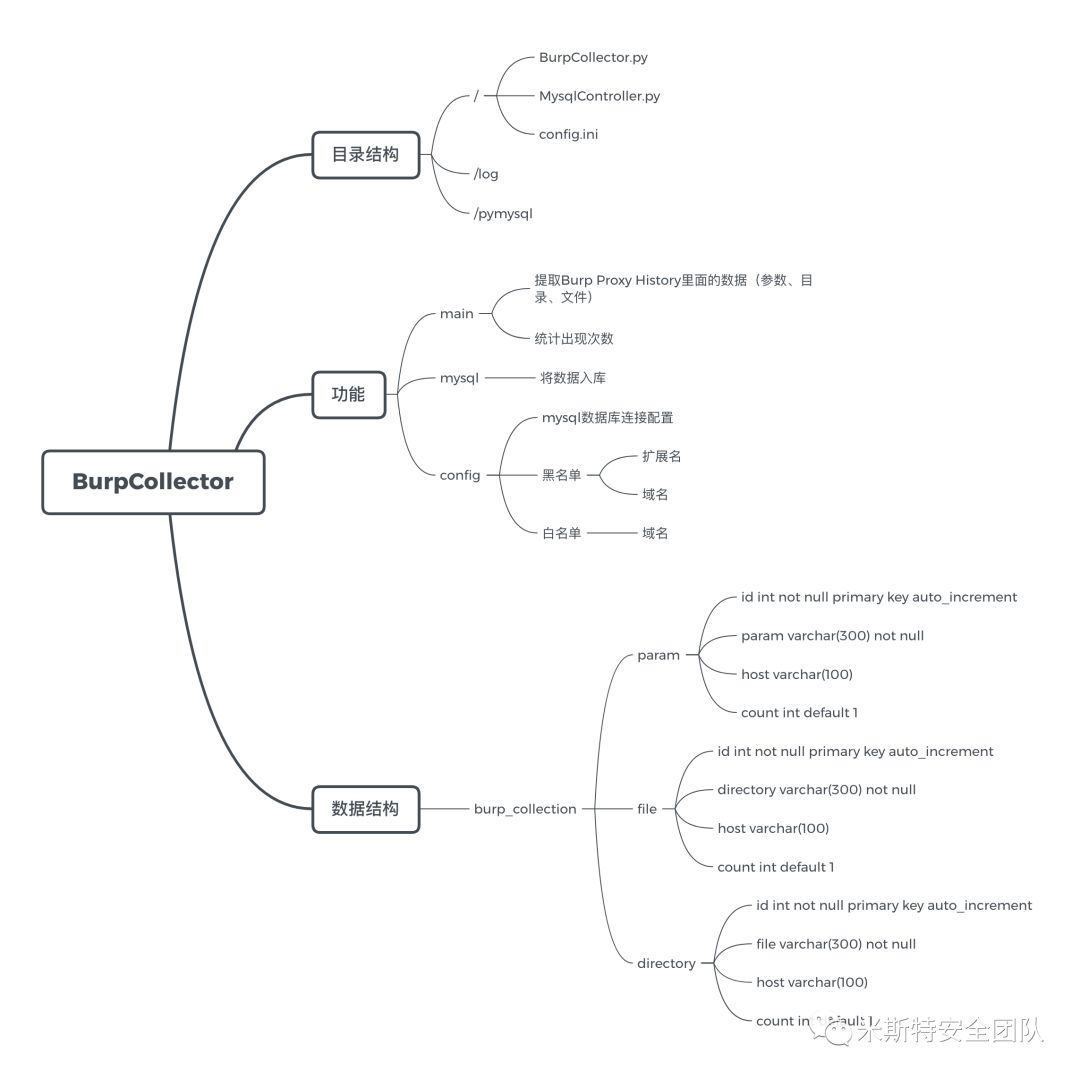 BurpCollector
目录结构
/
BurpCollector.py
MysqlController.py
config.ini
/log
/pymysql
功能
main
提取Burp Proxy History里面的数据（参数、目
录、文件）
统计出现次数
mysql
将数据入库
config
mysql数据库连接配置
黑名单
扩展名
域名
白名单
域名
数据结构
burp_collection
param
id int not null primary key auto_increment
param varchar(300) not null
host varchar(100)
count int default 1
file
id int not null primary key auto_increment
directory varchar(300) not null
host varchar(100)
count int default 1
directory
id int not null primary key auto_increment
file varchar(300) not null
host varchar(100)
count int default 1
米斯特安全团队